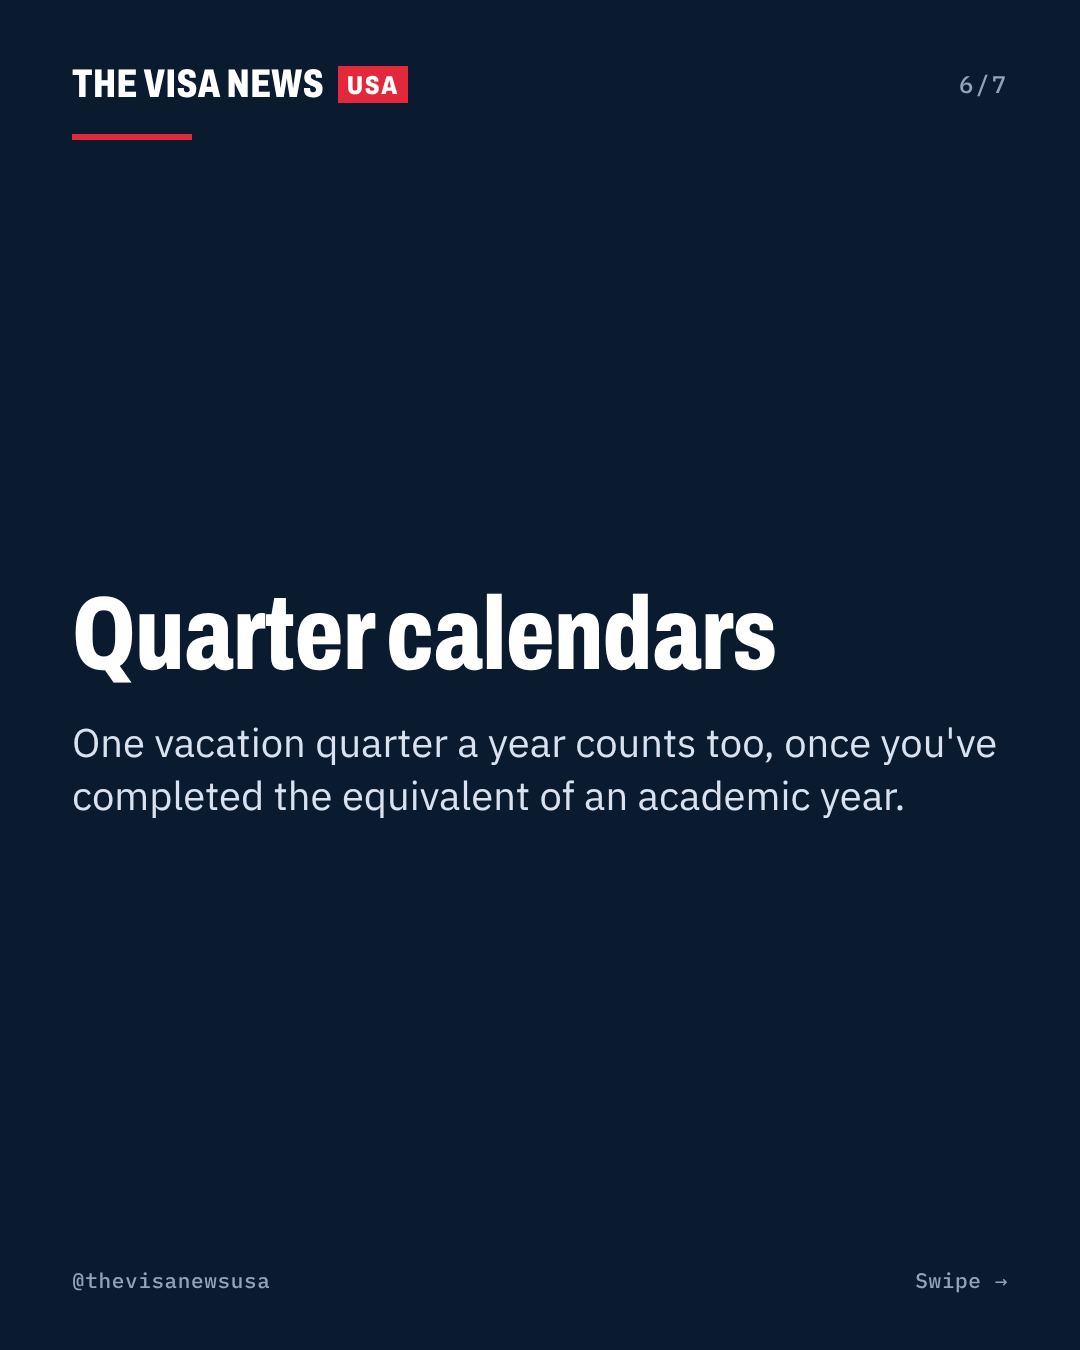 THE VISA NEWS USA
6/7
Quarter calendars
One vacation quarter a year counts too, once you've
completed the equivalent of an academic year.
@thevisanewsusa
Swipe →